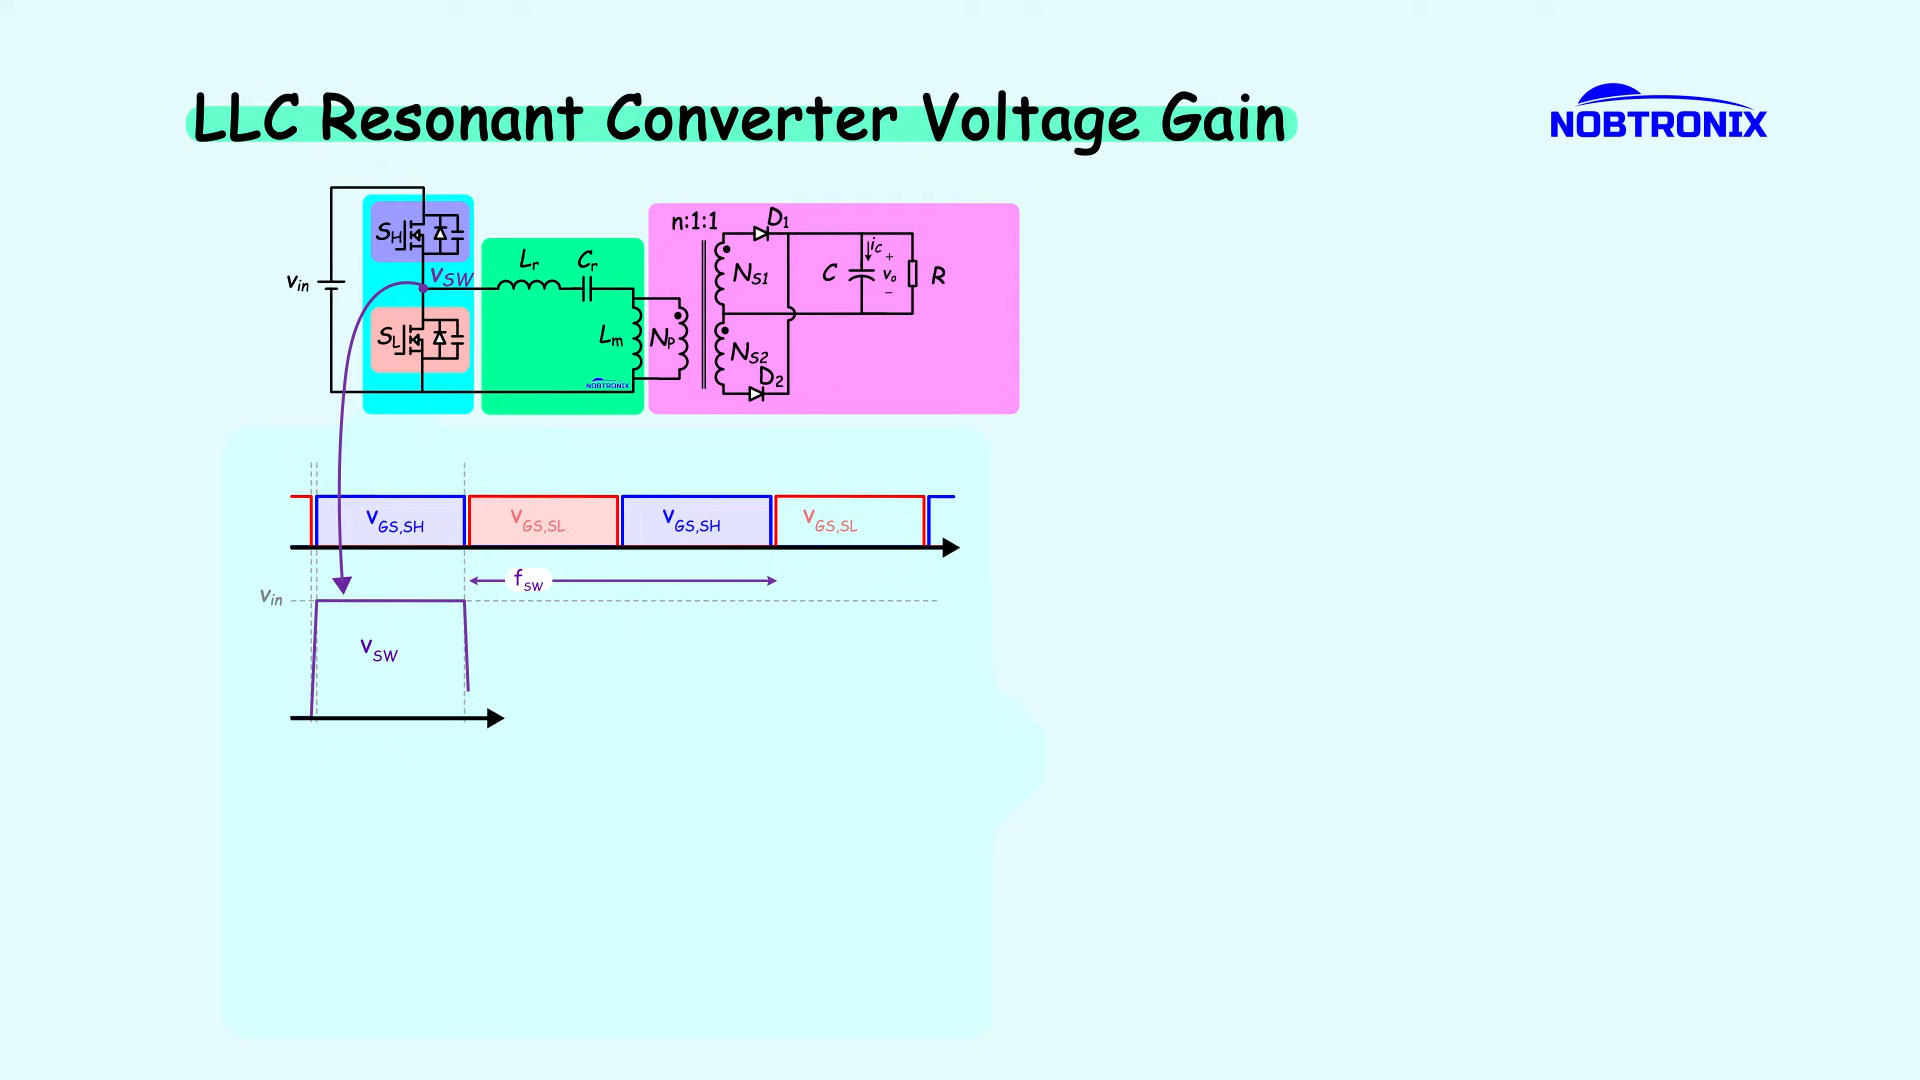 LLC Resonant Converter Voltage Gain
NOBTRONIX
n:1:1
D1
SH
iC
+
Lr
Cr
NS1
C
vo
R
vin
vSW
−
SL
Lm
Np
NS2
D2
NOBTRONIX
vGS,SH
vGS,SL
vGS,SH
vGS,SL
fSW
vin
vSW